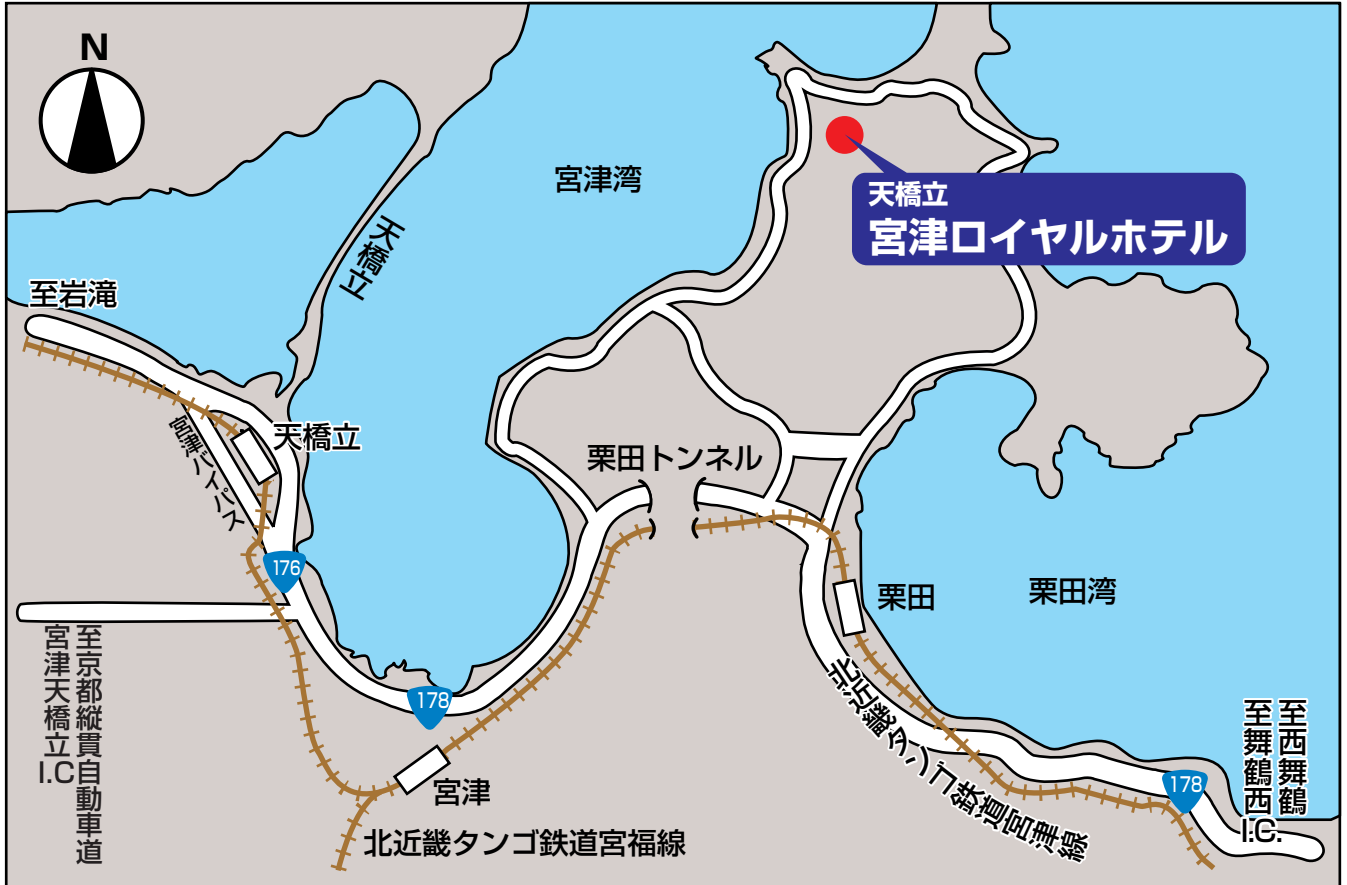 N
宮津湾
天橋立
天橋立
宮津ロイヤルホテル
至岩滝
天橋立
宮津バイパス
栗田トンネル
176
栗田
栗田湾
至京都縦貫自動車道
宮津天橋立I.C
178
宮津
北近畿タンゴ鉄道宮福線
北近畿タンゴ鉄道宮津線
178
至西舞鶴
至舞鶴西I.C.